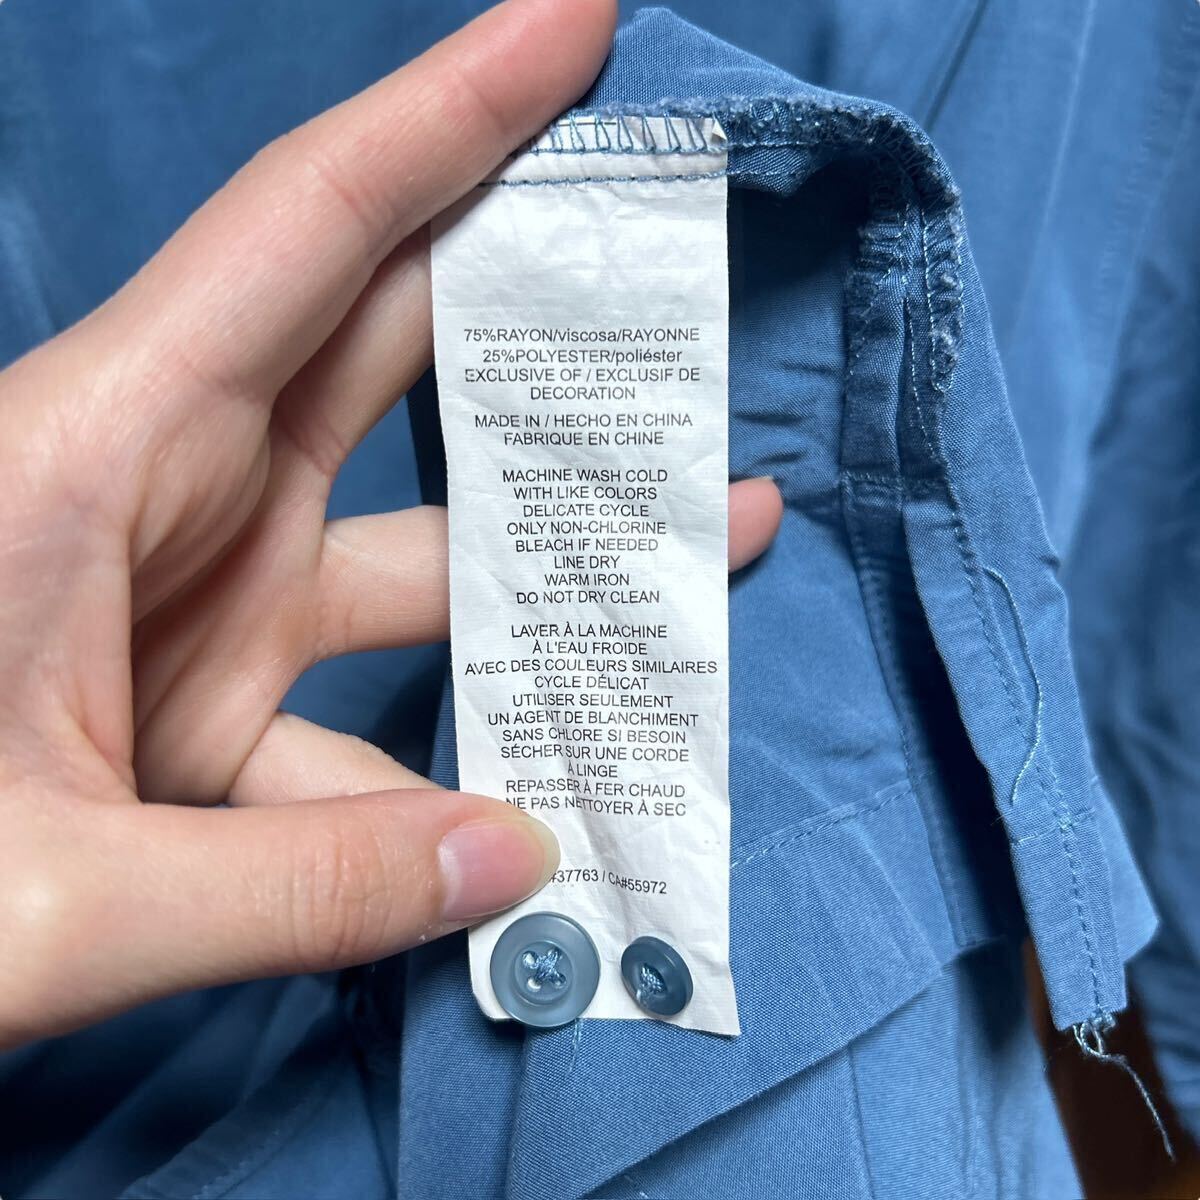 75%RAYON/viscosa/RAYONNE
25%POLYESTER/poliéster
EXCLUSIVE OF / EXCLUSIF DE
DECORATION
MADE IN / HECHO EN CHINA
FABRIQUE EN CHINE
MACHINE WASH COLD
WITH LIKE COLORS
DELICATE CYCLE
ONLY NON-CHLORINE
BLEACH IF NEEDED
LINE DRY
WARM IRON
DO NOT DRY CLEAN
LAVER À LA MACHINE
À L'EAU FROIDE
AVEC DES COULEURS SIMILAIRES
CYCLE DÉLICAT
UTILISER SEULEMENT
UN AGENT DE BLANCHIMENT
SANS CHLORE SI BESOIN
SÉCHER SUR UNE CORDE
À LINGE
REPASSER À FER CHAUD
NE PAS NETTOYER À SEC
#37763 / CA#55972